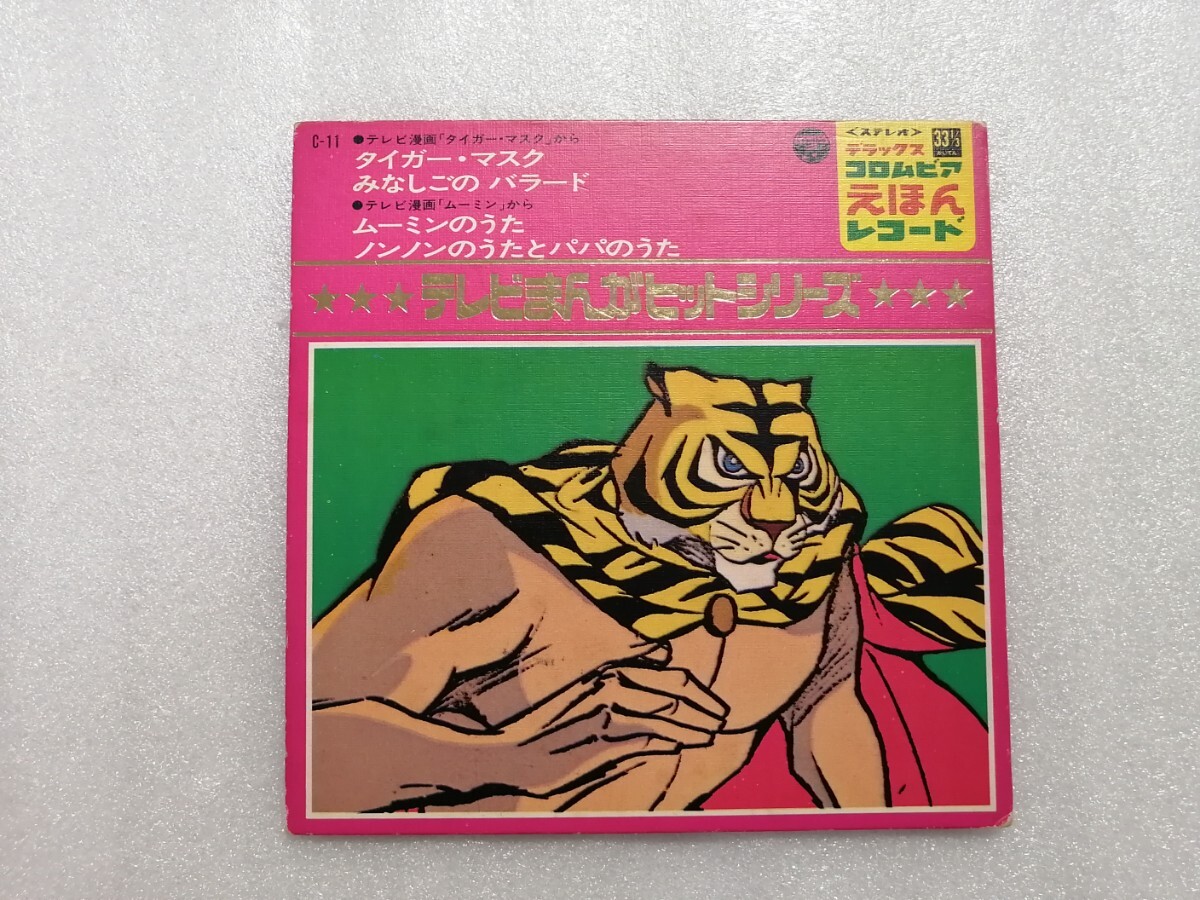 C-11 ●テレビ漫画「タイガー・マスク」から
タイガー・マスク
みなしごの バラード
●テレビ漫画「ムーミン」から
ムーミンのうた
ノンノンのうたとパパのうた
<ステレオ>
33⅓
デラックス
コロムビア
えほん
レコード
★★★テレビまんがヒットシリーズ★★★